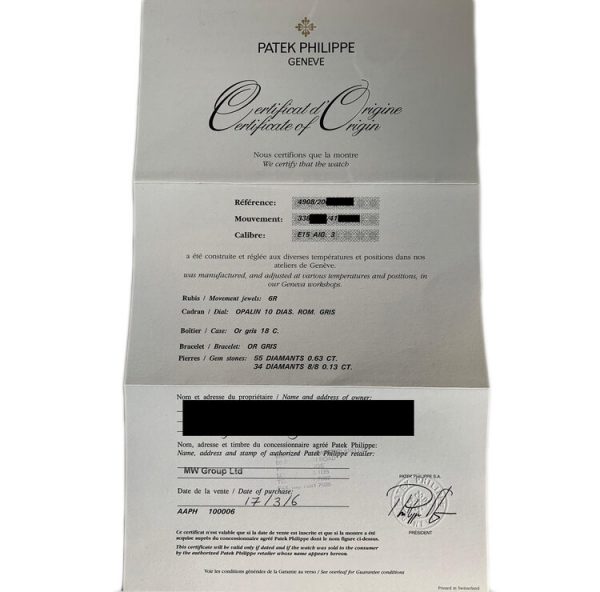 PATEK PHILIPPE
GENEVE
Certificat d'Origine
Certificate of Origin
Nous certifions que la montre
We certify that the watch
Référence: 4908/20
Mouvement: 338 /41
Calibre: E15 AIG. 3
a été construite et réglée aux diverses températures et positions dans nos
ateliers de Genève.
was manufactured, and adjusted at various temperatures and positions, in
our Geneva workshops.
Rubis / Movement jewels: 6R
Cadran / Dial: OPALIN 10 DIAS. ROM. GRIS
Boîtier / Case: Or gris 18 C.
Bracelet / Bracelet: OR GRIS
Pierres / Gem stones: 55 DIAMANTS 0.63 CT.
34 DIAMANTS 8/8 0.13 CT.
Nom et adresse du propriétaire / Name and address of owner:
Nom, adresse et timbre du concessionnaire agréé Patek Philippe:
Name, address and stamp of authorized Patek Philippe retailer:
MW Group Ltd
Date de la vente / Date of purchase:
17/3/6
AAPH 100006
PATEK PHILIPPE S.A.
PRÉSIDENT
Ce certificat n'est valable que si la date de vente est inscrite et que si la montre a été
acquise auprès du concessionnaire agréé Patek Philippe dont le nom figure ci-dessus.
This certificate will be valid only if dated and if the watch was sold to the consumer
by the authorized Patek Philippe retailer whose name appears hereon.
Voir les conditions générales de la Garantie au verso / See overleaf for Guarantee conditions
Printed in Switzerland